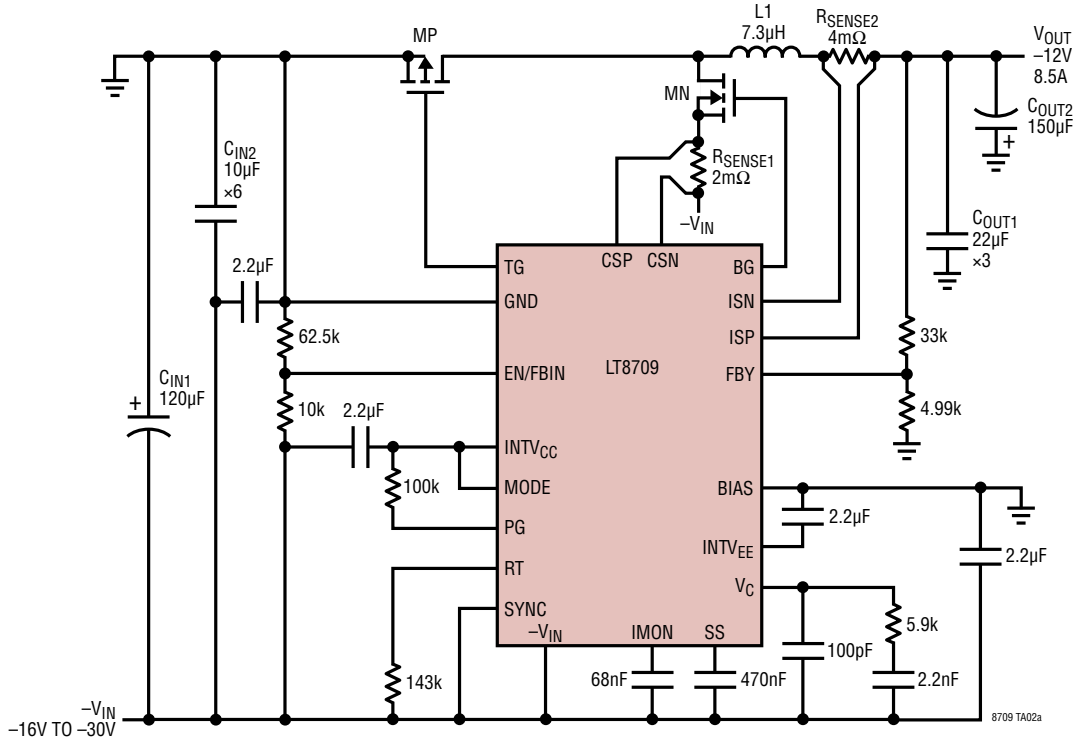 L1
7.3µH
RSENSE2
4mΩ
VOUT
–12V
8.5A
MP
MN
COUT2
150µF
+
CIN2
10µF
×6
RSENSE1
2mΩ
–VIN
COUT1
22µF
×3
2.2µF
TG
CSP
CSN
BG
GND
ISN
62.5k
ISP
33k
EN/FBIN
LT8709
FBY
CIN1
120µF
+
10k
2.2µF
4.99k
INTVCC
100k
MODE
BIAS
PG
2.2µF
INTVEE
2.2µF
RT
VC
SYNC
5.9k
–VIN
IMON
SS
100pF
143k
68nF
470nF
2.2nF
–VIN
–16V TO –30V
8709 TA02a